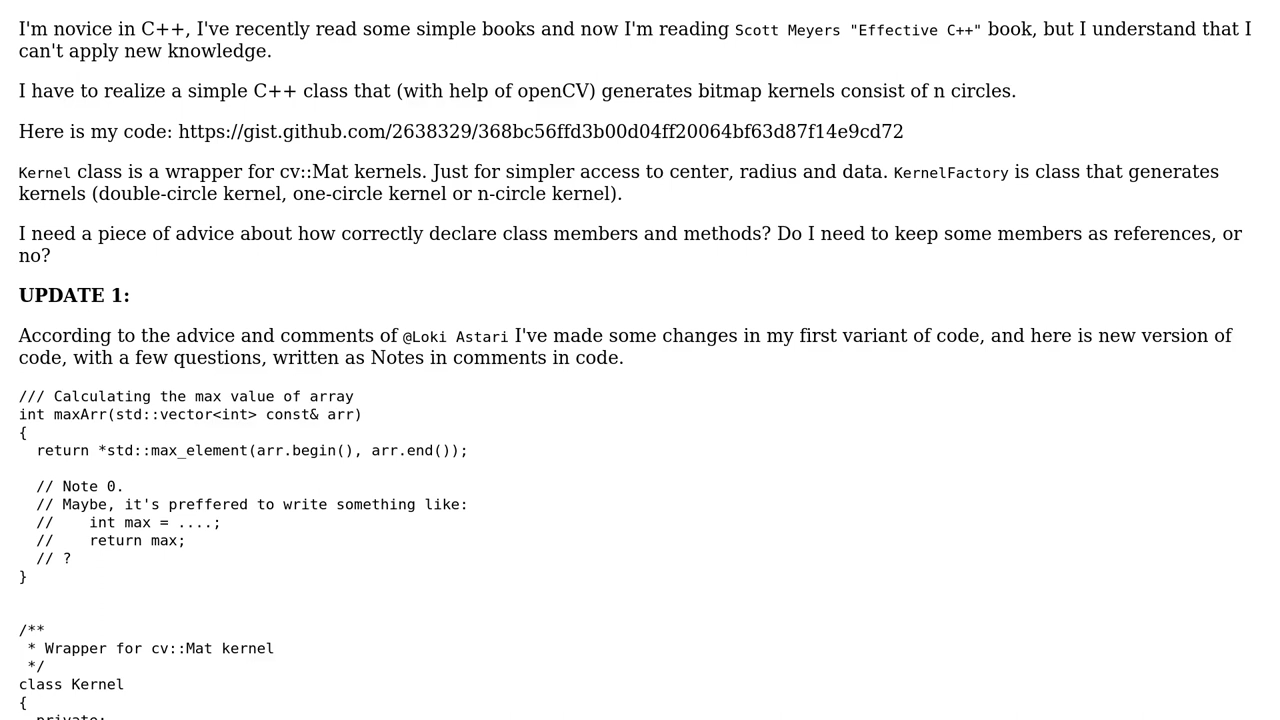 I'm novice in C++, I've recently read some simple books and now I'm reading Scott Meyers "Effective C++" book, but I understand that I
can't apply new knowledge.
I have to realize a simple C++ class that (with help of openCV) generates bitmap kernels consist of n circles.
Here is my code: https://gist.github.com/2638329/368bc56ffd3b00d04ff20064bf63d87f14e9cd72
Kernel class is a wrapper for cv::Mat kernels. Just for simpler access to center, radius and data. KernelFactory is class that generates
kernels (double-circle kernel, one-circle kernel or n-circle kernel).
I need a piece of advice about how correctly declare class members and methods? Do I need to keep some members as references, or
no?
UPDATE 1:
According to the advice and comments of @Loki Astari I've made some changes in my first variant of code, and here is new version of
code, with a few questions, written as Notes in comments in code.
/// Calculating the max value of array
int maxArr(std::vector<int> const& arr)
{
  return *std::max_element(arr.begin(), arr.end());
  // Note 0.
  // Maybe, it's preffered to write something like:
  //    int max = ....;
  //    return max;
  // ?
}
/**
 * Wrapper for cv::Mat kernel
 */
class Kernel
{
  private: